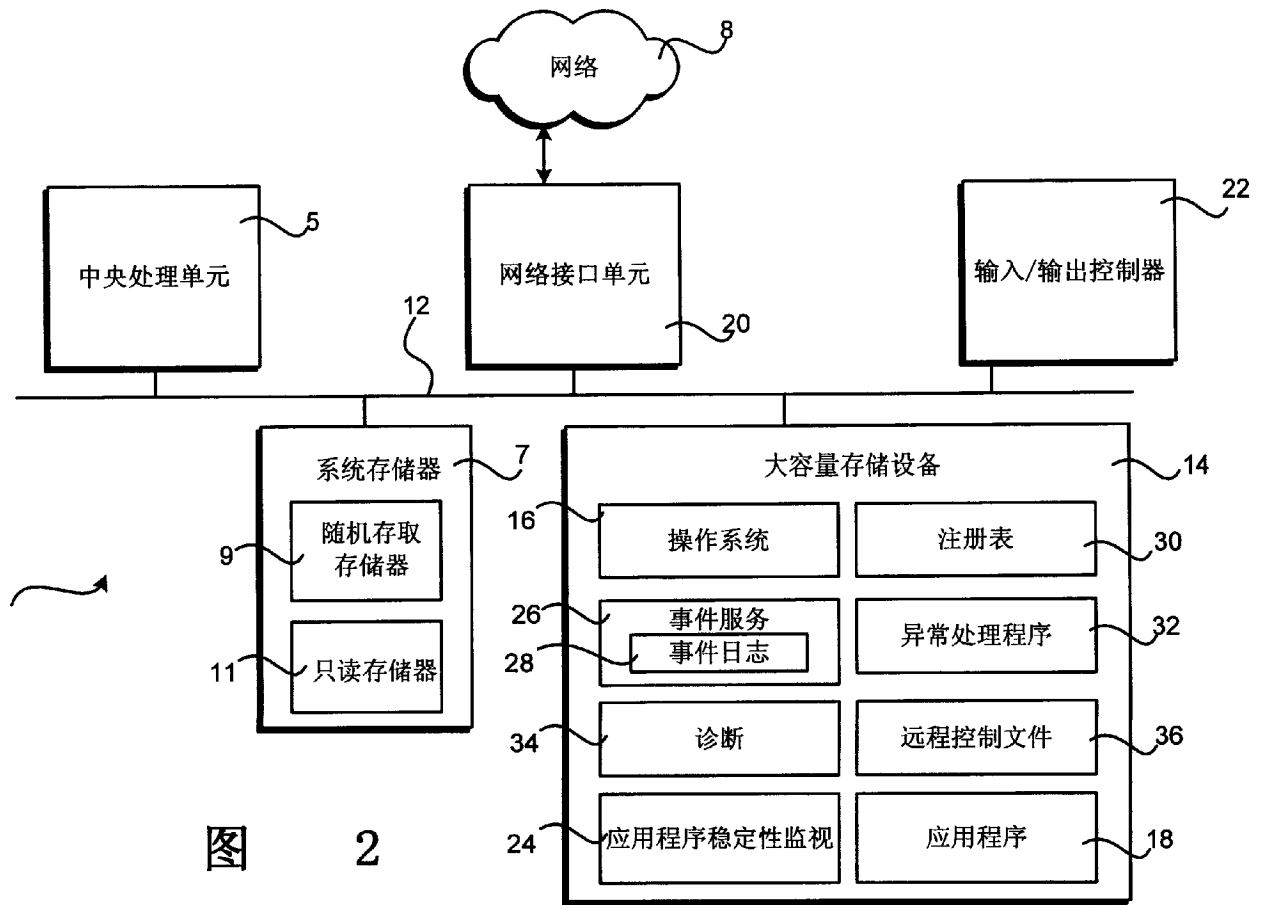 网络
8
中央处理单元
5
网络接口单元
20
输入/输出控制器
22
12
系统存储器
7
随机存取
存储器
9
只读存储器
11
大容量存储设备
14
16
操作系统
注册表
30
26
事件服务
28
事件日志
异常处理程序
32
34
诊断
远程控制文件
36
24
应用程序稳定性监视
应用程序
18
图 2